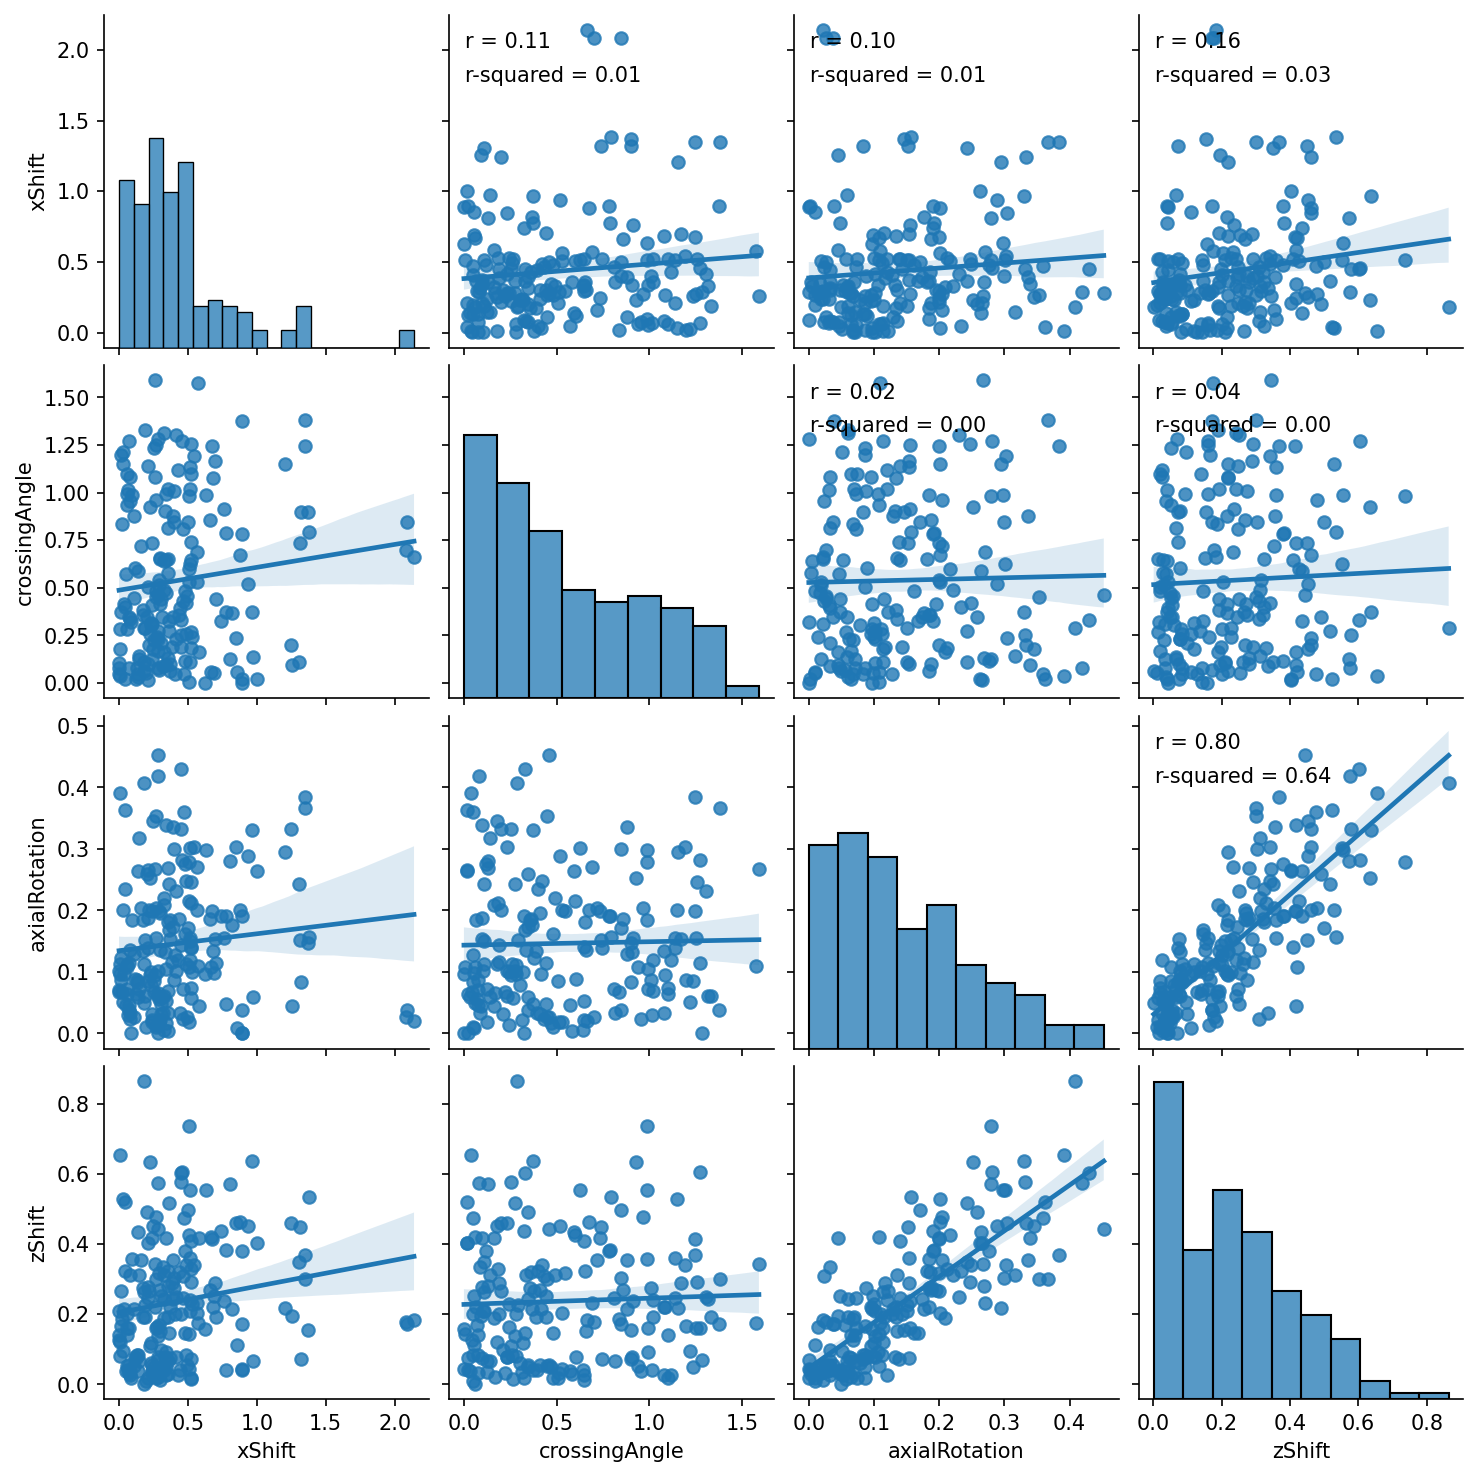 2.0
1.5
1.0
0.5
0.0
xShift
r = 0.11
r-squared = 0.01
r = 0.10
r-squared = 0.01
r = 0.16
r-squared = 0.03
1.50
1.25
1.00
0.75
0.50
0.25
0.00
crossingAngle
r = 0.02
r-squared = 0.00
r = 0.04
r-squared = 0.00
0.5
0.4
0.3
0.2
0.1
0.0
axialRotation
r = 0.80
r-squared = 0.64
0.8
0.6
0.4
0.2
0.0
zShift
0.0 0.5 1.0 1.5 2.0
xShift
0.0 0.5 1.0 1.5
crossingAngle
0.0 0.1 0.2 0.3 0.4
axialRotation
0.0 0.2 0.4 0.6 0.8
zShift